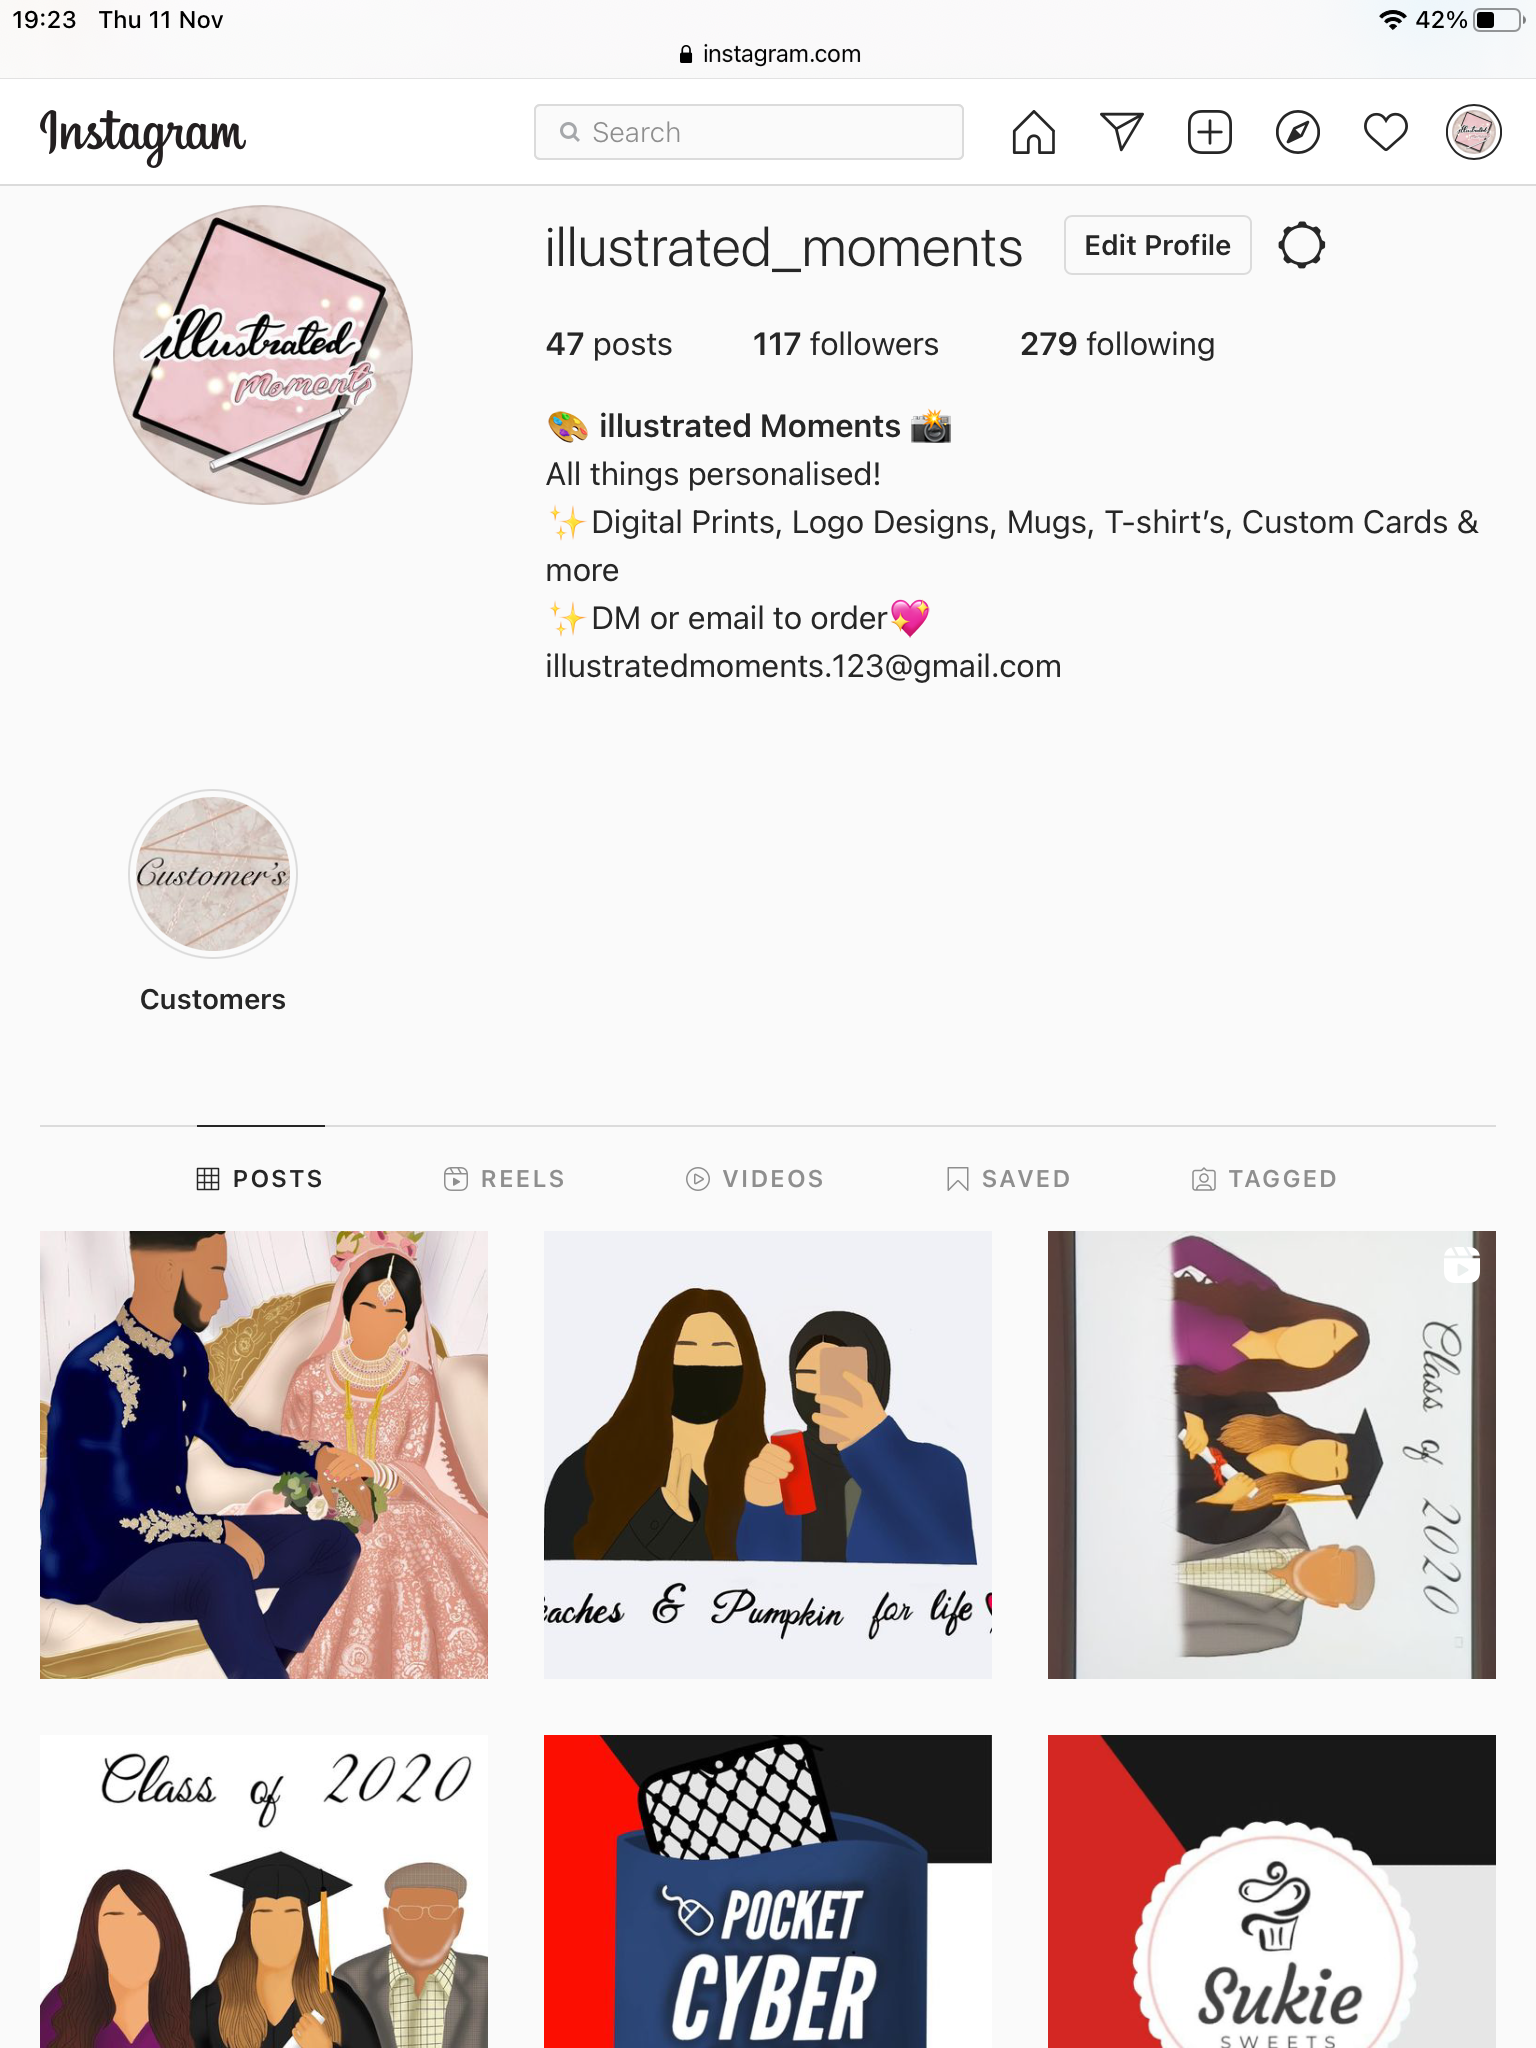 19:23 Thu 11 Nov
42%
instagram.com
Instagram
Search
illustrated
moments
illustrated_moments
Edit Profile
47 posts 117 followers 279 following
🎨 illustrated Moments 📸
All things personalised!
✨Digital Prints, Logo Designs, Mugs, T-shirt’s, Custom Cards &
more
✨DM or email to order💖
illustratedmoments.123@gmail.com
Customer's
Customers
POSTS REELS VIDEOS SAVED TAGGED
eaches & Pumpkin for life
Class of 2020
Class of 2020
POCKET
CYBER
Sukie
SWEETS